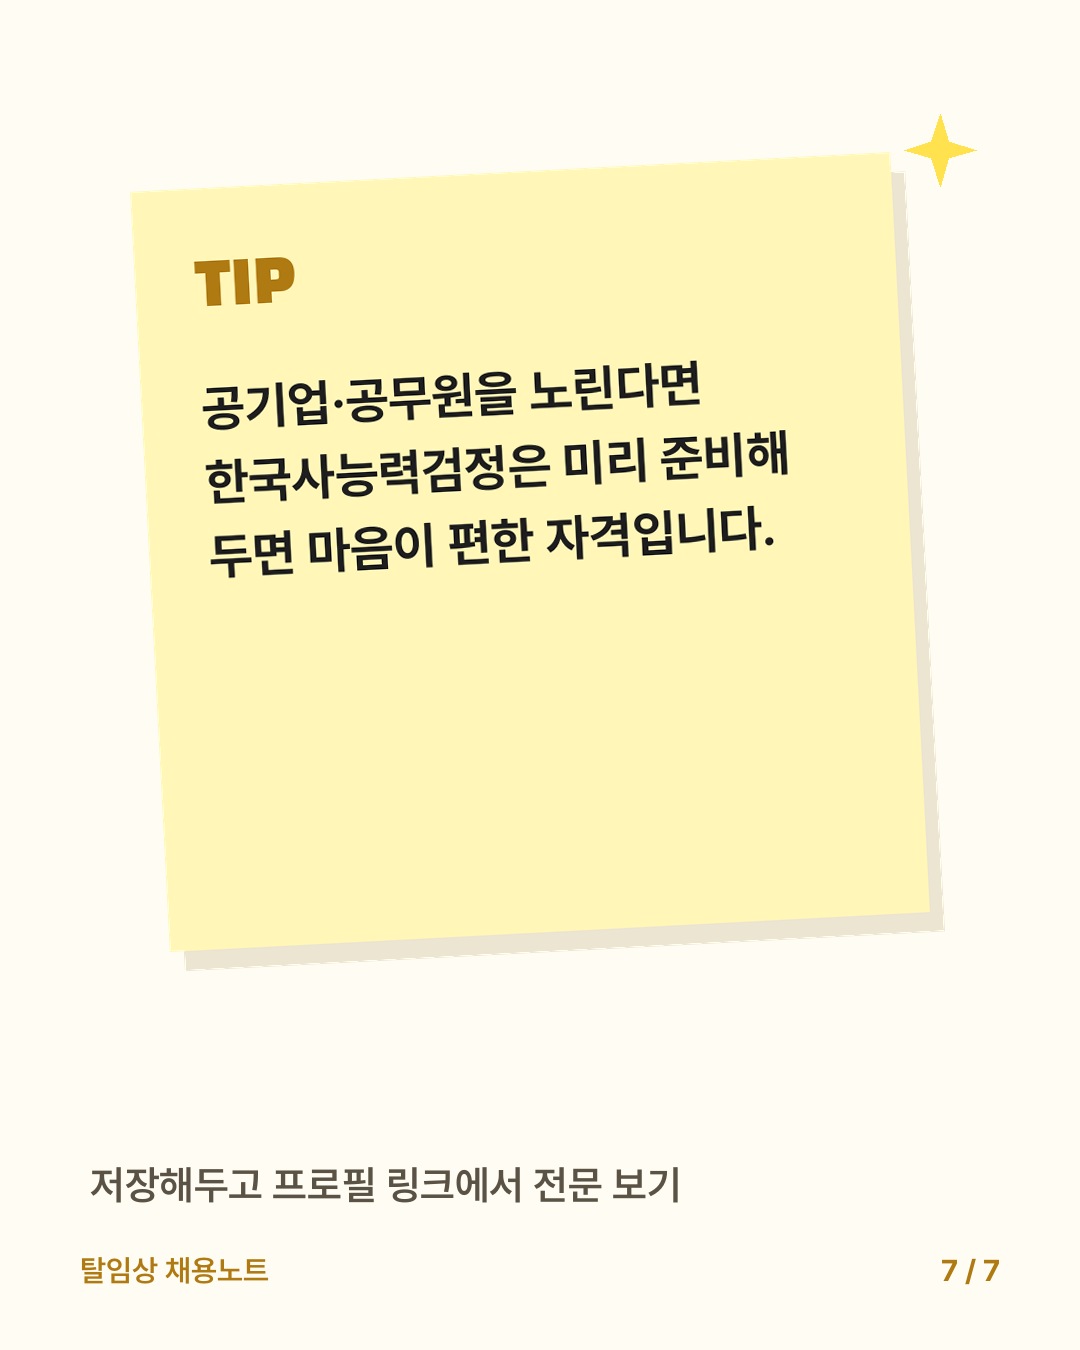 TIP
공기업·공무원을 노린다면
한국사능력검정은 미리 준비해
두면 마음이 편한 자격입니다.
저장해두고 프로필 링크에서 전문 보기
탈임상 채용노트
7 / 7